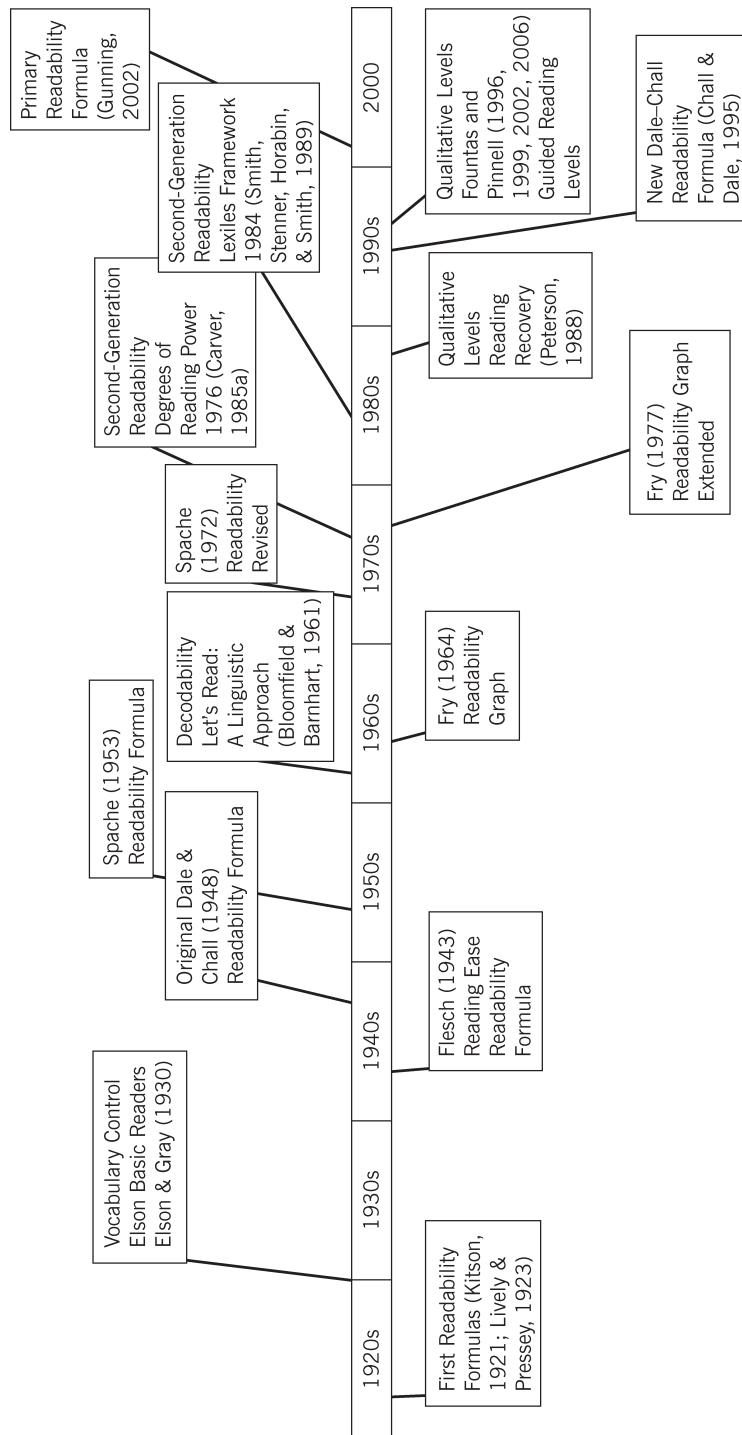 First Readability
Formulas (Kitson,
1921; Lively &
Pressey, 1923)
Vocabulary Control
Elson Basic Readers
Elson & Gray (1930)
Flesch (1943)
Reading Ease
Readability
Formula
Original Dale &
Chall (1948)
Readability Formula
Spache (1953)
Readability Formula
Decodability
Let’s Read:
A Linguistic
Approach
(Bloomfield &
Barnhart, 1961)
Fry (1964)
Readability
Graph
Spache
(1972)
Readability
Revised
Second-Generation
Readability
Degrees of
Reading Power
1976 (Carver,
1985a)
Fry (1977)
Readability Graph
Extended
Second-Generation
Readability
Lexiles Framework
1984 (Smith,
Stenner, Horabin,
& Smith, 1989)
Qualitative
Levels
Reading
Recovery
(Peterson,
1988)
New Dale–Chall
Readability
Formula (Chall &
Dale, 1995)
Qualitative Levels
Fountas and
Pinnell (1996,
1999, 2002, 2006)
Guided Reading
Levels
Primary
Readability
Formula
(Gunning,
2002)
1920s
1930s
1940s
1950s
1960s
1970s
1980s
1990s
2000